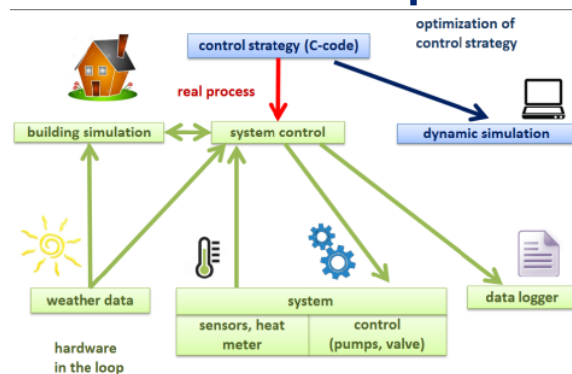 control strategy (C-code)
optimization of
control strategy
real process
building simulation
system control
dynamic simulation
weather data
system
sensors, heat
meter
control
(pumps, valve)
data logger
hardware
in the loop